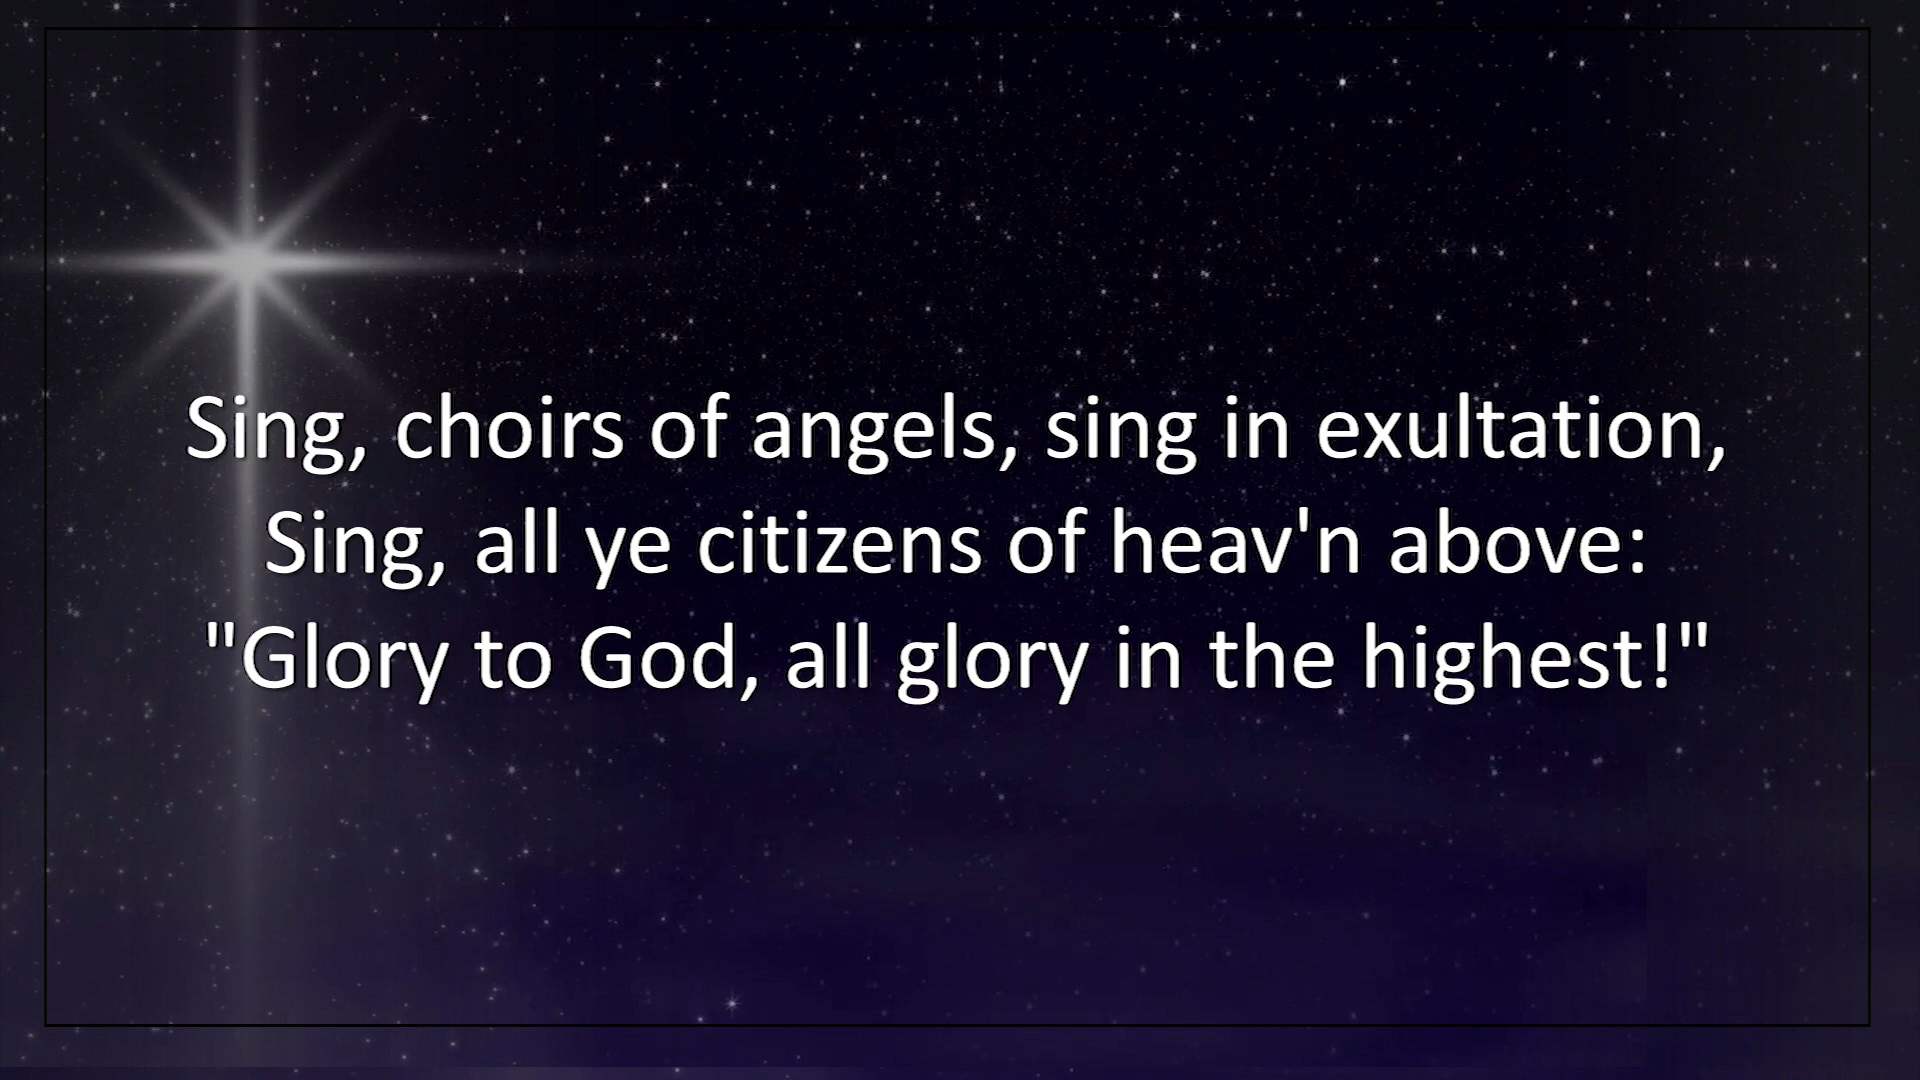 Sing, choirs of angels, sing in exultation,
Sing, all ye citizens of heav'n above:
"Glory to God, all glory in the highest!"